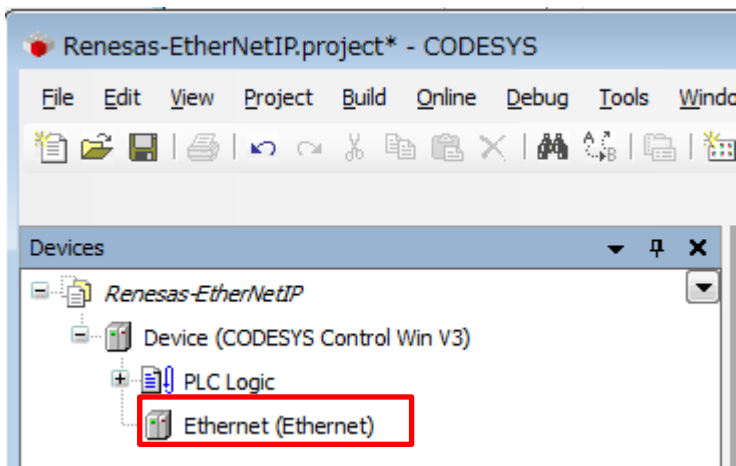 Renesas-EtherNetIP.project* - CODESYS
File Edit View Project Build Online Debug Tools Windo
Devices
Renesas-EtherNetIP
Device (CODESYS Control Win V3)
PLC Logic
Ethernet (Ethernet)